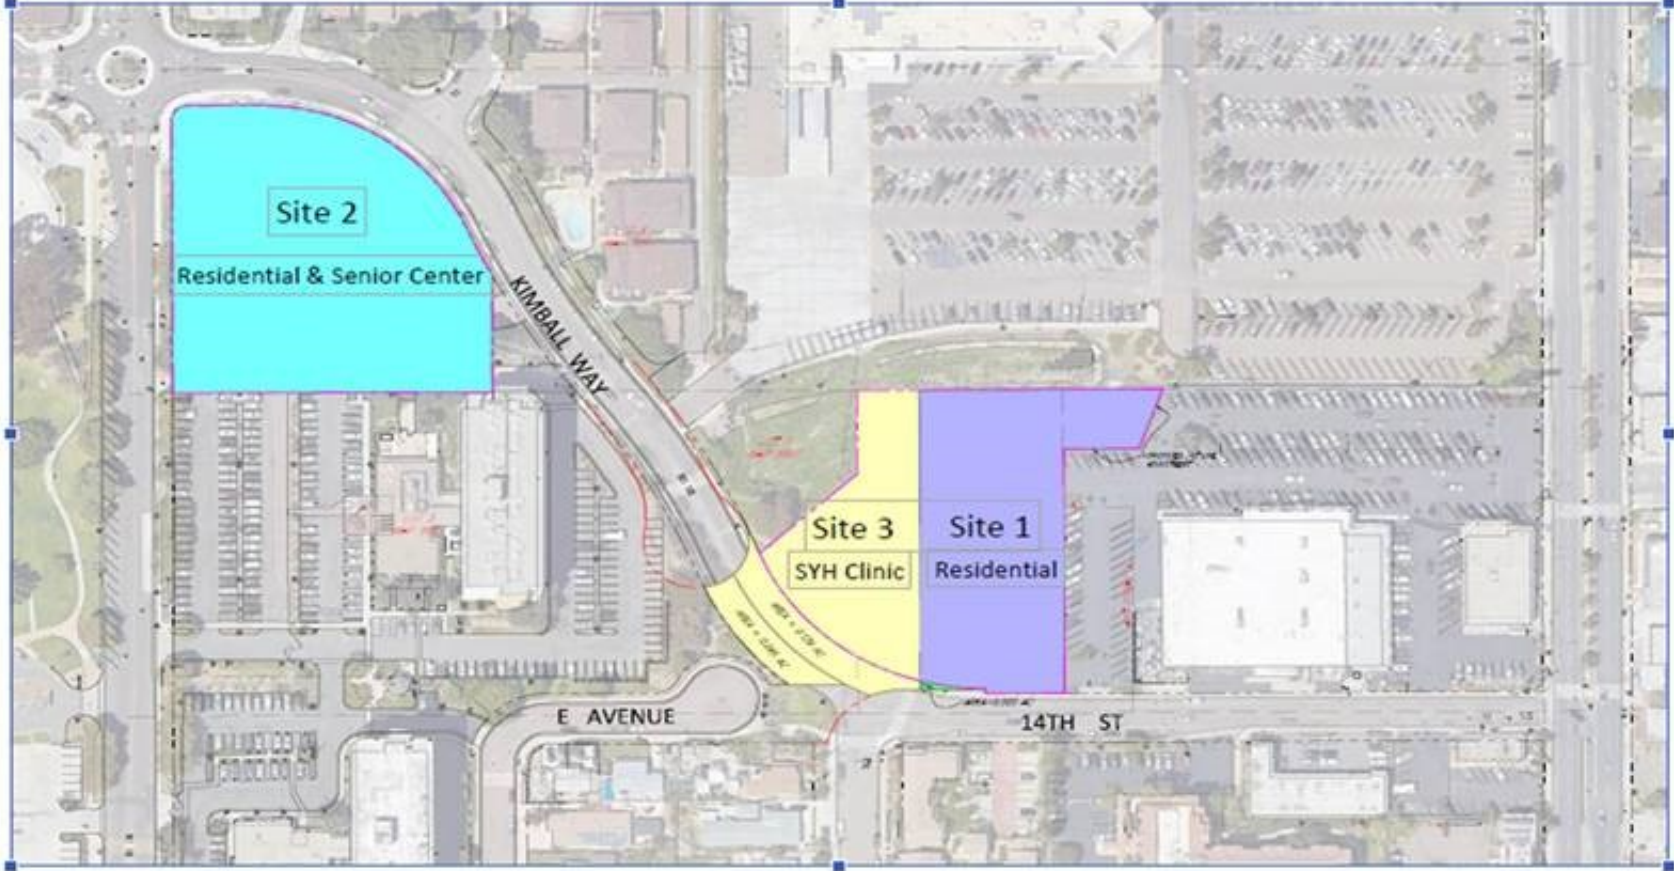 Site 2
Residential & Senior Center
KIMBALL WAY
Site 3
Site 1
SYH Clinic
Residential
E AVENUE
14TH ST